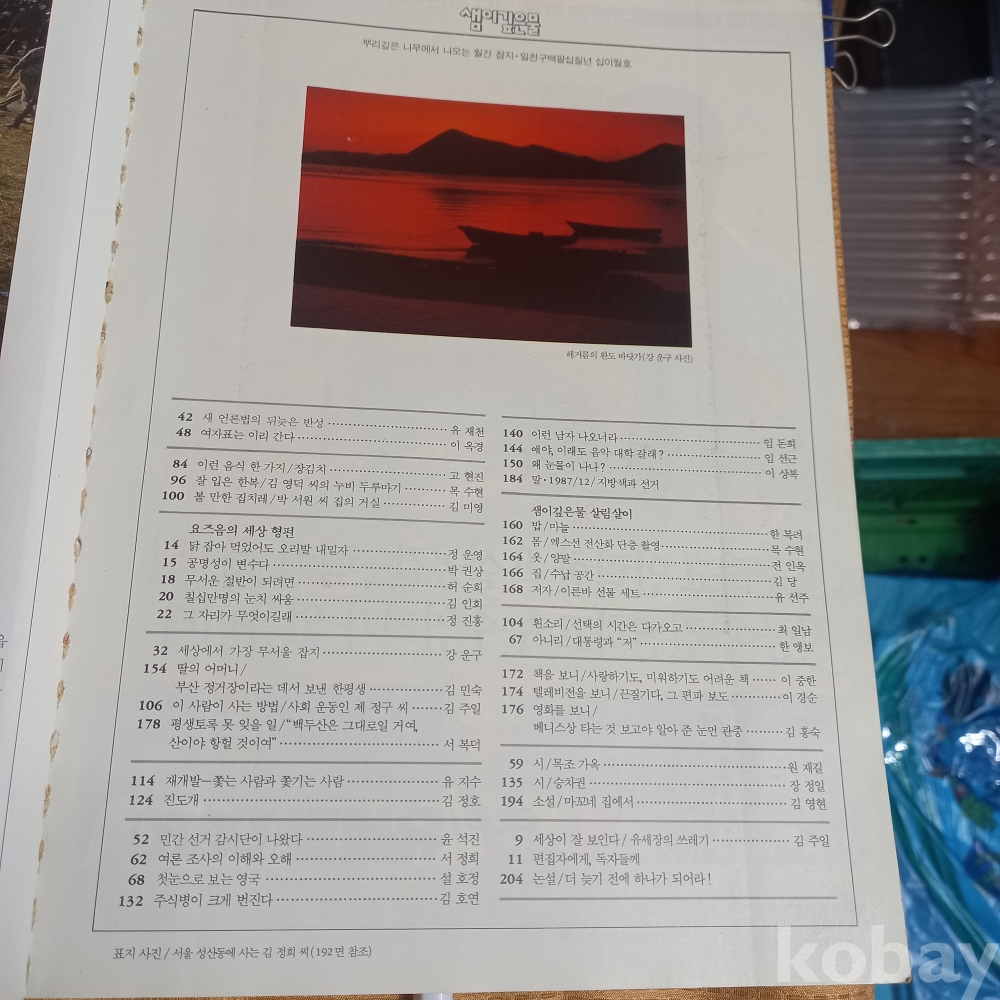 샘이깊은물
뿌리깊은 나무에서 나오는 월간 잡지·일천구백팔십칠년 십이월호
해거름의 완도 바닷가(강 운구 사진)
42 새 언론법의 뒤늦은 반성 유 재천
48 여자표는 이리 간다 이 옥경
84 이런 음식 한 가지/장김치 고 현진
96 잘 입은 한복/김 영덕 씨의 누비 두루마기 목 수현
100 볼 만한 집치레/박 서원 씨 집의 거실 김 미영
요즈음의 세상 형편
14 닭 잡아 먹었어도 오리발 내밀자 정 운영
15 공명성이 변수다 박 권상
18 무서운 절반이 되려면 허 순희
20 칠십만명의 눈치 싸움 김 인회
22 그 자리가 무엇이길래 정 진홍
32 세상에서 가장 무서울 잡지 강 운구
154 딸의 어머니/
부산 정거장이라는 데서 보낸 한평생 김 민숙
106 이 사람이 사는 방법/사회 운동인 제 정구 씨 김 주일
178 평생토록 못 잊을 일/“백두산은 그대로일 거여,
산이야 항헐 것이여” 서 복덕
114 재개발—쫓는 사람과 쫓기는 사람 유 지수
124 진도개 김 정호
52 민간 선거 감시단이 나왔다 윤 석진
62 여론 조사의 이해와 오해 서 정희
68 첫눈으로 보는 영국 설 호정
132 주식병이 크게 번진다 김 호연
140 이런 남자 나오너라 임 돈희
144 얘야, 이래도 음악 대학 갈래? 임 선근
150 왜 눈물이 나나? 이 상복
184 말·1987/12/지방색과 선거
샘이깊은물 살림살이
160 밥/마늘 한 복려
162 몸/엑스선 전산화 단층 촬영 목 수현
164 옷/양말 전 인옥
166 집/수납 공간 김 당
168 저자/이른바 선물 세트 유 선주
104 흰소리/선택의 시간은 다가오고 최 일남
67 아니리/대통령과 “저” 한 앵보
172 책을 보니/사랑하기도, 미워하기도 어려운 책 이 중한
174 텔레비전을 보니/끈질기다, 그 편파 보도 이 경순
176 영화를 보니/
베니스상 타는 것 보고야 알아 준 눈먼 관중 김 홍숙
59 시/목조 가옥 원 재길
135 시/승차권 장 정일
194 소설/마꼬네 집에서 김 영현
9 세상이 잘 보인다/유세장의 쓰레기 김 주일
11 편집자에게, 독자들께
204 논설/더 늦기 전에 하나가 되어라!
표지 사진/서울 성산동에 사는 김 정희 씨(192면 참조)
kobay